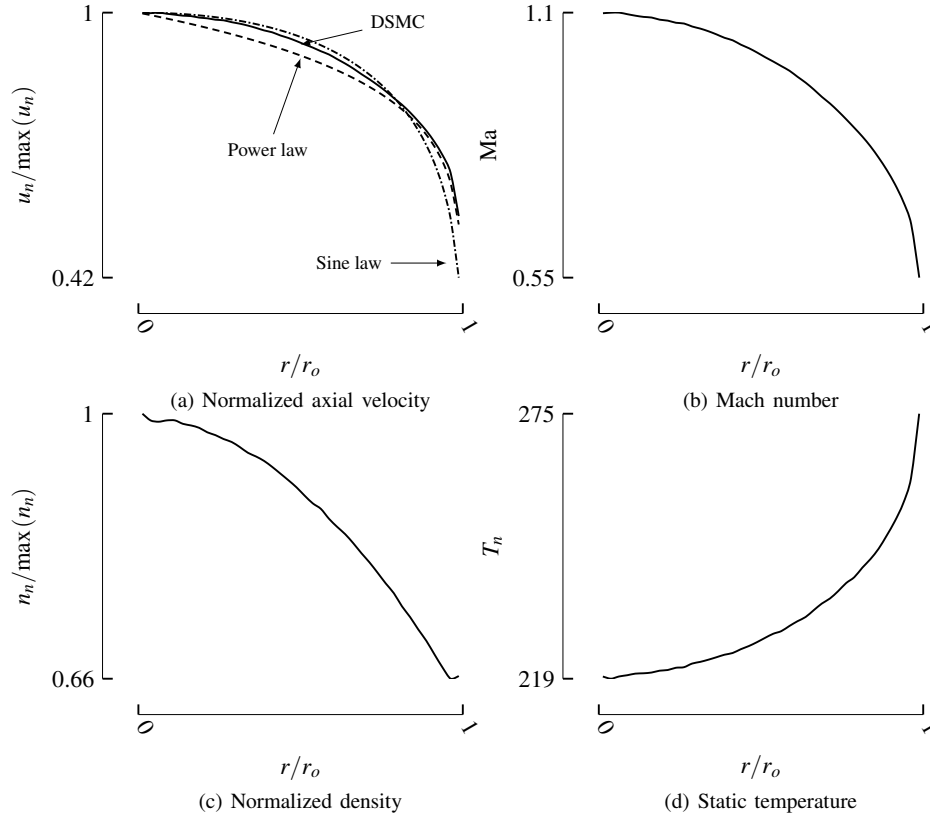 1
DSMC
u_n/max(u_n)
Power law
Sine law
0.42
0
1
r/r_o
(a) Normalized axial velocity
1.1
Ma
0.55
0
1
r/r_o
(b) Mach number
1
n_n/max(n_n)
0.66
0
1
r/r_o
(c) Normalized density
275
T_n
219
0
1
r/r_o
(d) Static temperature